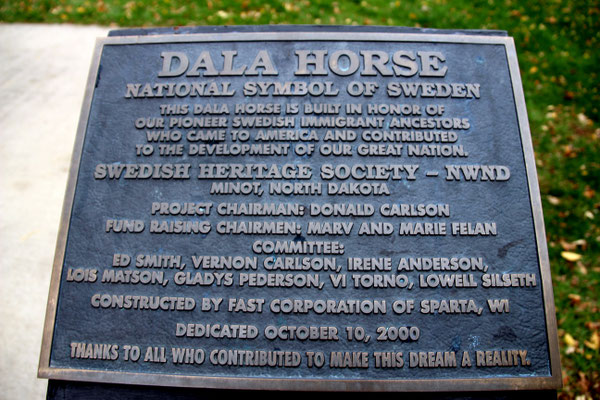 DALA HORSE
NATIONAL SYMBOL OF SWEDEN
THIS DALA HORSE IS BUILT IN HONOR OF
OUR PIONEER SWEDISH IMMIGRANT ANCESTORS
WHO CAME TO AMERICA AND CONTRIBUTED
TO THE DEVELOPMENT OF OUR GREAT NATION.
SWEDISH HERITAGE SOCIETY – NWND
MINOT, NORTH DAKOTA
PROJECT CHAIRMAN: DONALD CARLSON
FUND RAISING CHAIRMEN: MARV AND MARIE FELAN
COMMITTEE:
ED SMITH, VERNON CARLSON, IRENE ANDERSON,
LOIS MATSON, GLADYS PEDERSON, VI TORNO, LOWELL SILSETH
CONSTRUCTED BY FAST CORPORATION OF SPARTA, WI
DEDICATED OCTOBER 10, 2000
THANKS TO ALL WHO CONTRIBUTED TO MAKE THIS DREAM A REALITY.